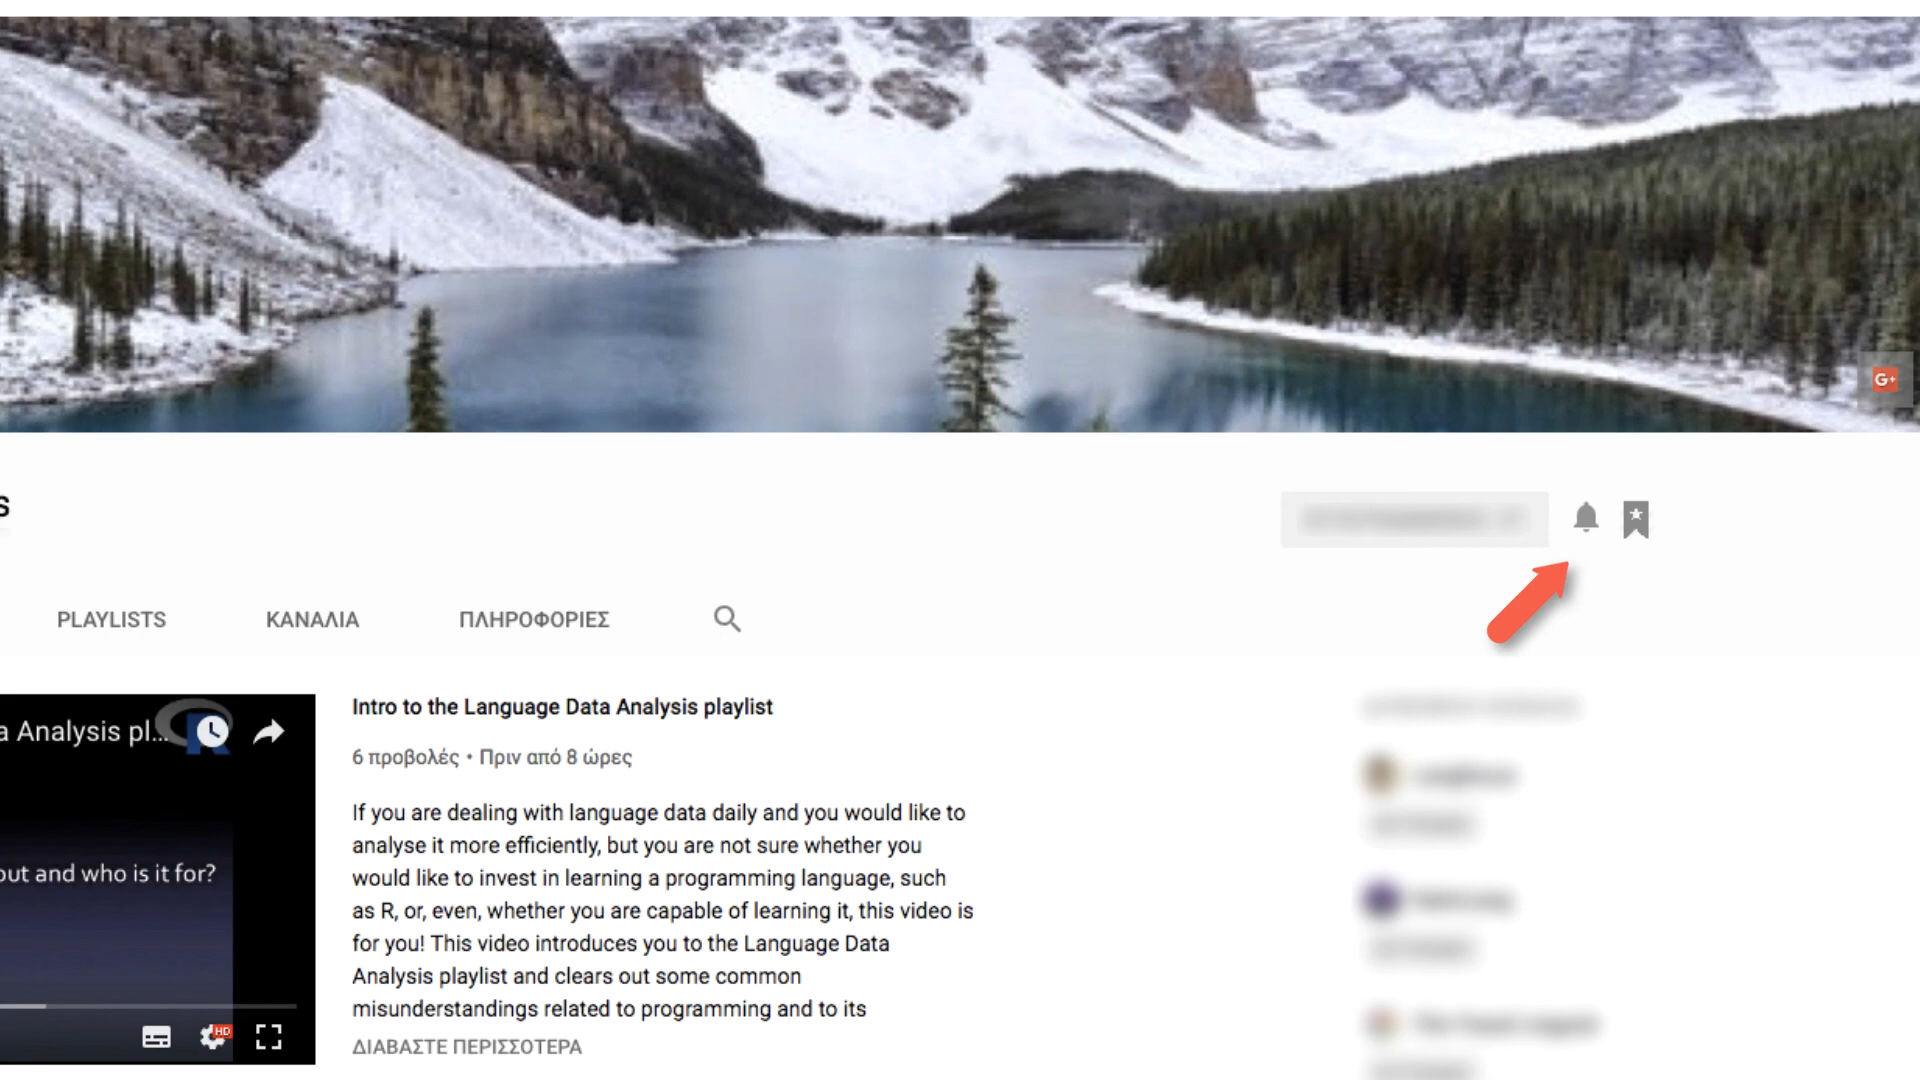 G+
s
PLAYLISTS
ΚΑΝΑΛΙΑ
ΠΛΗΡΟΦΟΡΙΕΣ
a Analysis pl...
R
out and who is it for?
HD
Intro to the Language Data Analysis playlist
6 προβολές • Πριν από 8 ώρες
If you are dealing with language data daily and you would like to
analyse it more efficiently, but you are not sure whether you
would like to invest in learning a programming language, such
as R, or, even, whether you are capable of learning it, this video is
for you! This video introduces you to the Language Data
Analysis playlist and clears out some common
misunderstandings related to programming and to its
ΔΙΑΒΑΣΤΕ ΠΕΡΙΣΣΟΤΕΡΑ